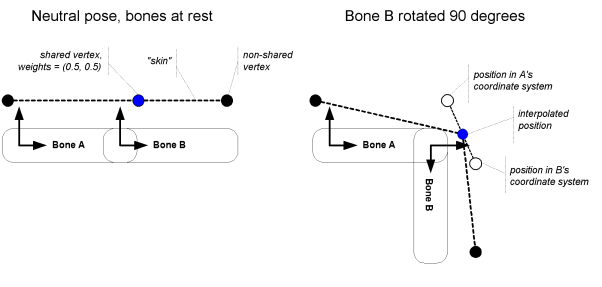 Neutral pose, bones at rest
shared vertex,
weights = (0.5, 0.5)
"skin"
non-shared
vertex
Bone A
Bone B
Bone B rotated 90 degrees
position in A's
coordinate system
interpolated
position
position in B's
coordinate system
Bone A
Bone B